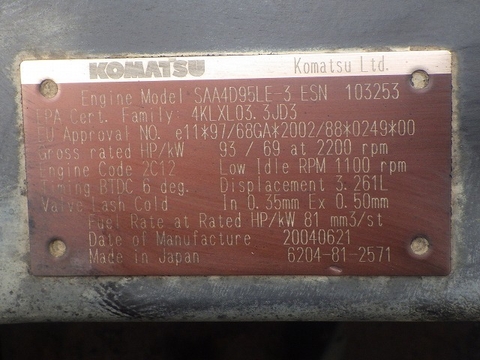 KOMATSU Komatsu Ltd.
Engine Model SAA4D95LE-3 ESN 103253
EPA Cert. Family: 4KLXL03.3JD3
EU Approval NO. e11*97/68GA*2002/88*0249*00
Gross rated HP/kW 93 / 69 at 2200 rpm
Engine Code 2C12 Low Idle RPM 1100 rpm
Timing BTDC 6 deg. Displacement 3.261L
Valve Lash Cold In 0.35mm Ex 0.50mm
Fuel Rate at Rated HP/kW 81 mm3/st
Date of Manufacture 20040621
Made in Japan 6204-81-2571